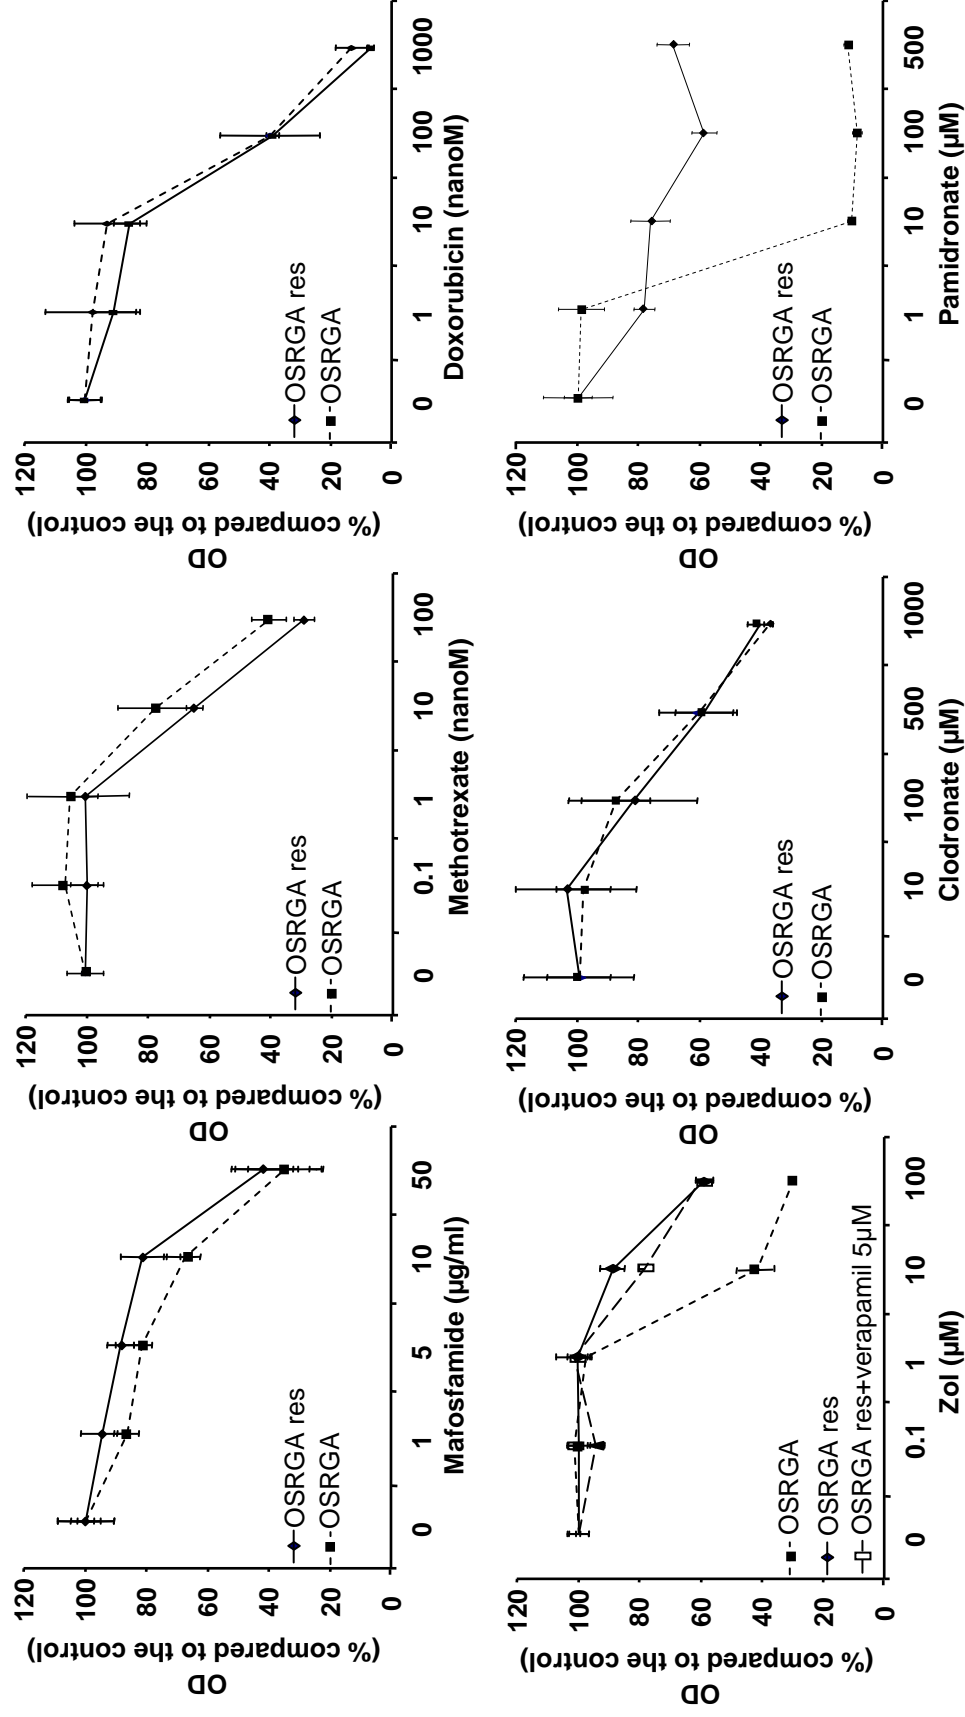 OD
(% compared to the control)
120
100
80
60
40
20
0
OSRGA res
OSRGA
0 1 5 10 50
Mafosfamide (µg/ml)
OD
(% compared to the control)
120
100
80
60
40
20
0
OSRGA res
OSRGA
0 0.1 1 10 100
Methotrexate (nanoM)
OD
(% compared to the control)
120
100
80
60
40
20
0
OSRGA res
OSRGA
0 1 10 100 1000
Doxorubicin (nanoM)
OD
(% compared to the control)
120
100
80
60
40
20
0
OSRGA
OSRGA res
OSRGA res+verapamil 5µM
0 0.1 1 10 100
Zol (µM)
OD
(% compared to the control)
120
100
80
60
40
20
0
OSRGA res
OSRGA
0 10 100 500 1000
Clodronate (µM)
OD
(% compared to the control)
120
100
80
60
40
20
0
OSRGA res
OSRGA
0 1 10 100 500
Pamidronate (µM)